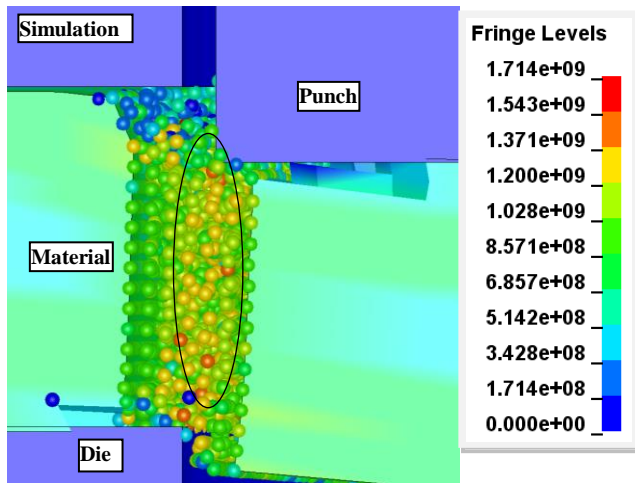 Simulation
Punch
Material
Die
Fringe Levels
1.714e+09
1.543e+09
1.371e+09
1.200e+09
1.028e+09
8.571e+08
6.857e+08
5.142e+08
3.428e+08
1.714e+08
0.000e+00